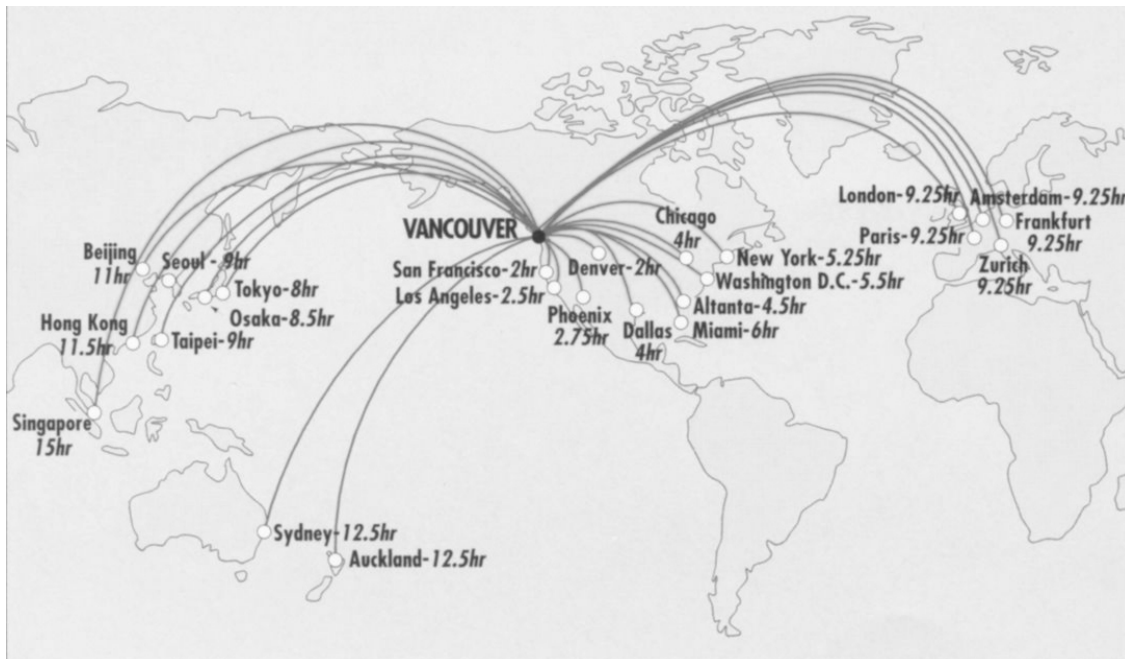 London-9.25hr
Amsterdam-9.25hr
Chicago
4hr
VANCOUVER
Frankfurt
9.25hr
Paris-9.25hr
Beijing
11hr
Seoul - 9hr
San Francisco-2hr
Denver-2hr
New York-5.25hr
Zurich
9.25hr
Tokyo-8hr
Los Angeles-2.5hr
Washington D.C.-5.5hr
Osaka-8.5hr
Phoenix
2.75hr
Altanta-4.5hr
Hong Kong
11.5hr
Taipei-9hr
Dallas
4hr
Miami-6hr
Singapore
15hr
Sydney-12.5hr
Auckland-12.5hr